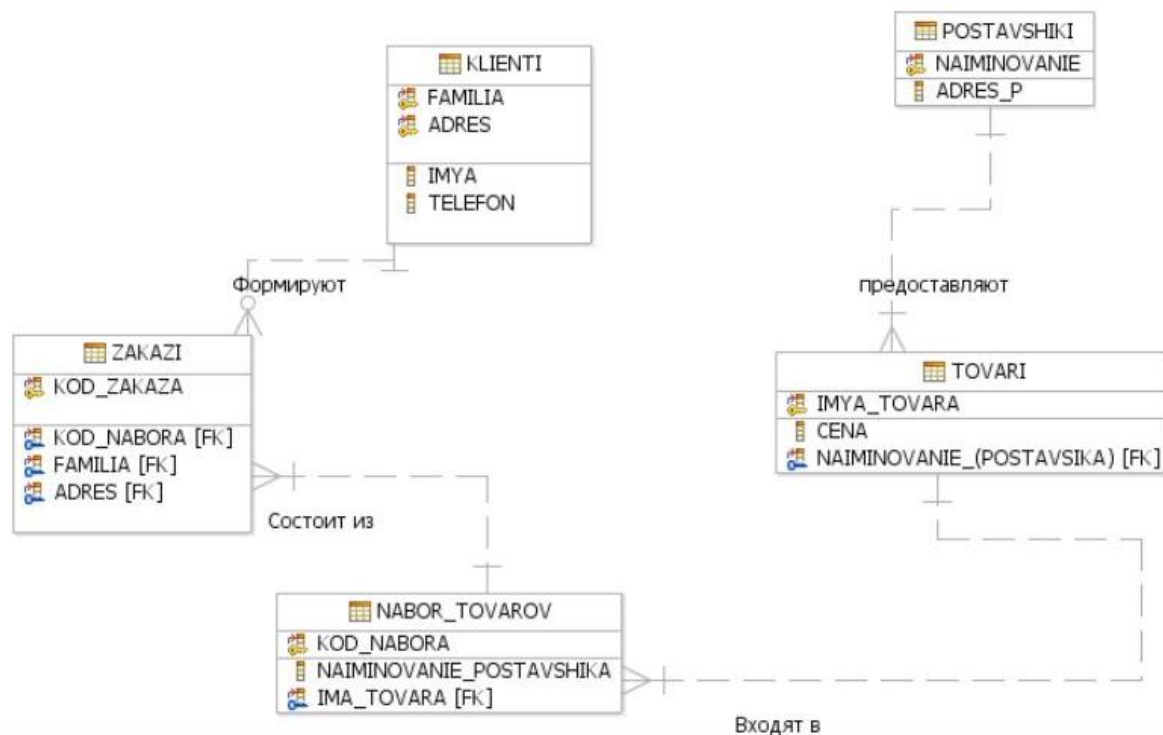 KLIENTI
FAMILIA
ADRES
IMYA
TELEFON
POSTAVSHIKI
NAIMINOVANIE
ADRES_P
Формируют
предоставляют
ZAKAZI
KOD_ZAKAZA
KOD_NABORA [FK]
FAMILIA [FK]
ADRES [FK]
TOVARI
IMYA_TOVARA
CENA
NAIMINOVANIE_(POSTAVSIKA) [FK]
Состоит из
NABOR_TOVAROV
KOD_NABORA
NAIMINOVANIE_POSTAVSHIKA
IMA_TOVARA [FK]
Входят в